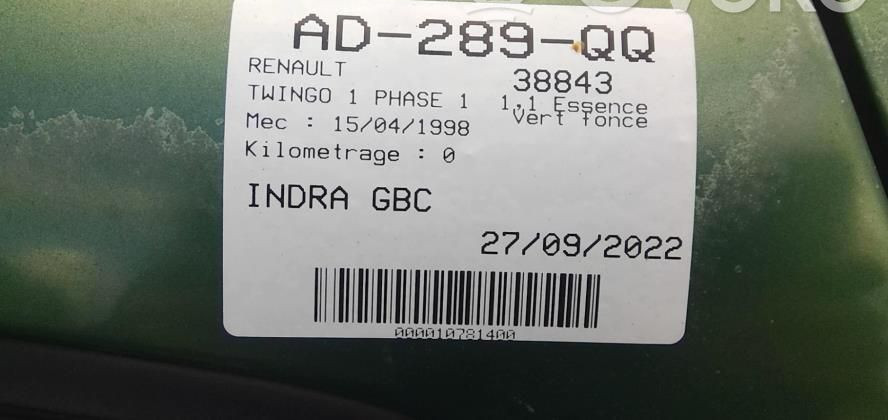 AD-289-QQ
RENAULT 38843
TWINGO 1 PHASE 1 1,1 Essence
Vert fonce
Mec : 15/04/1998
Kilometrage : 0
INDRA GBC
27/09/2022
000010781400